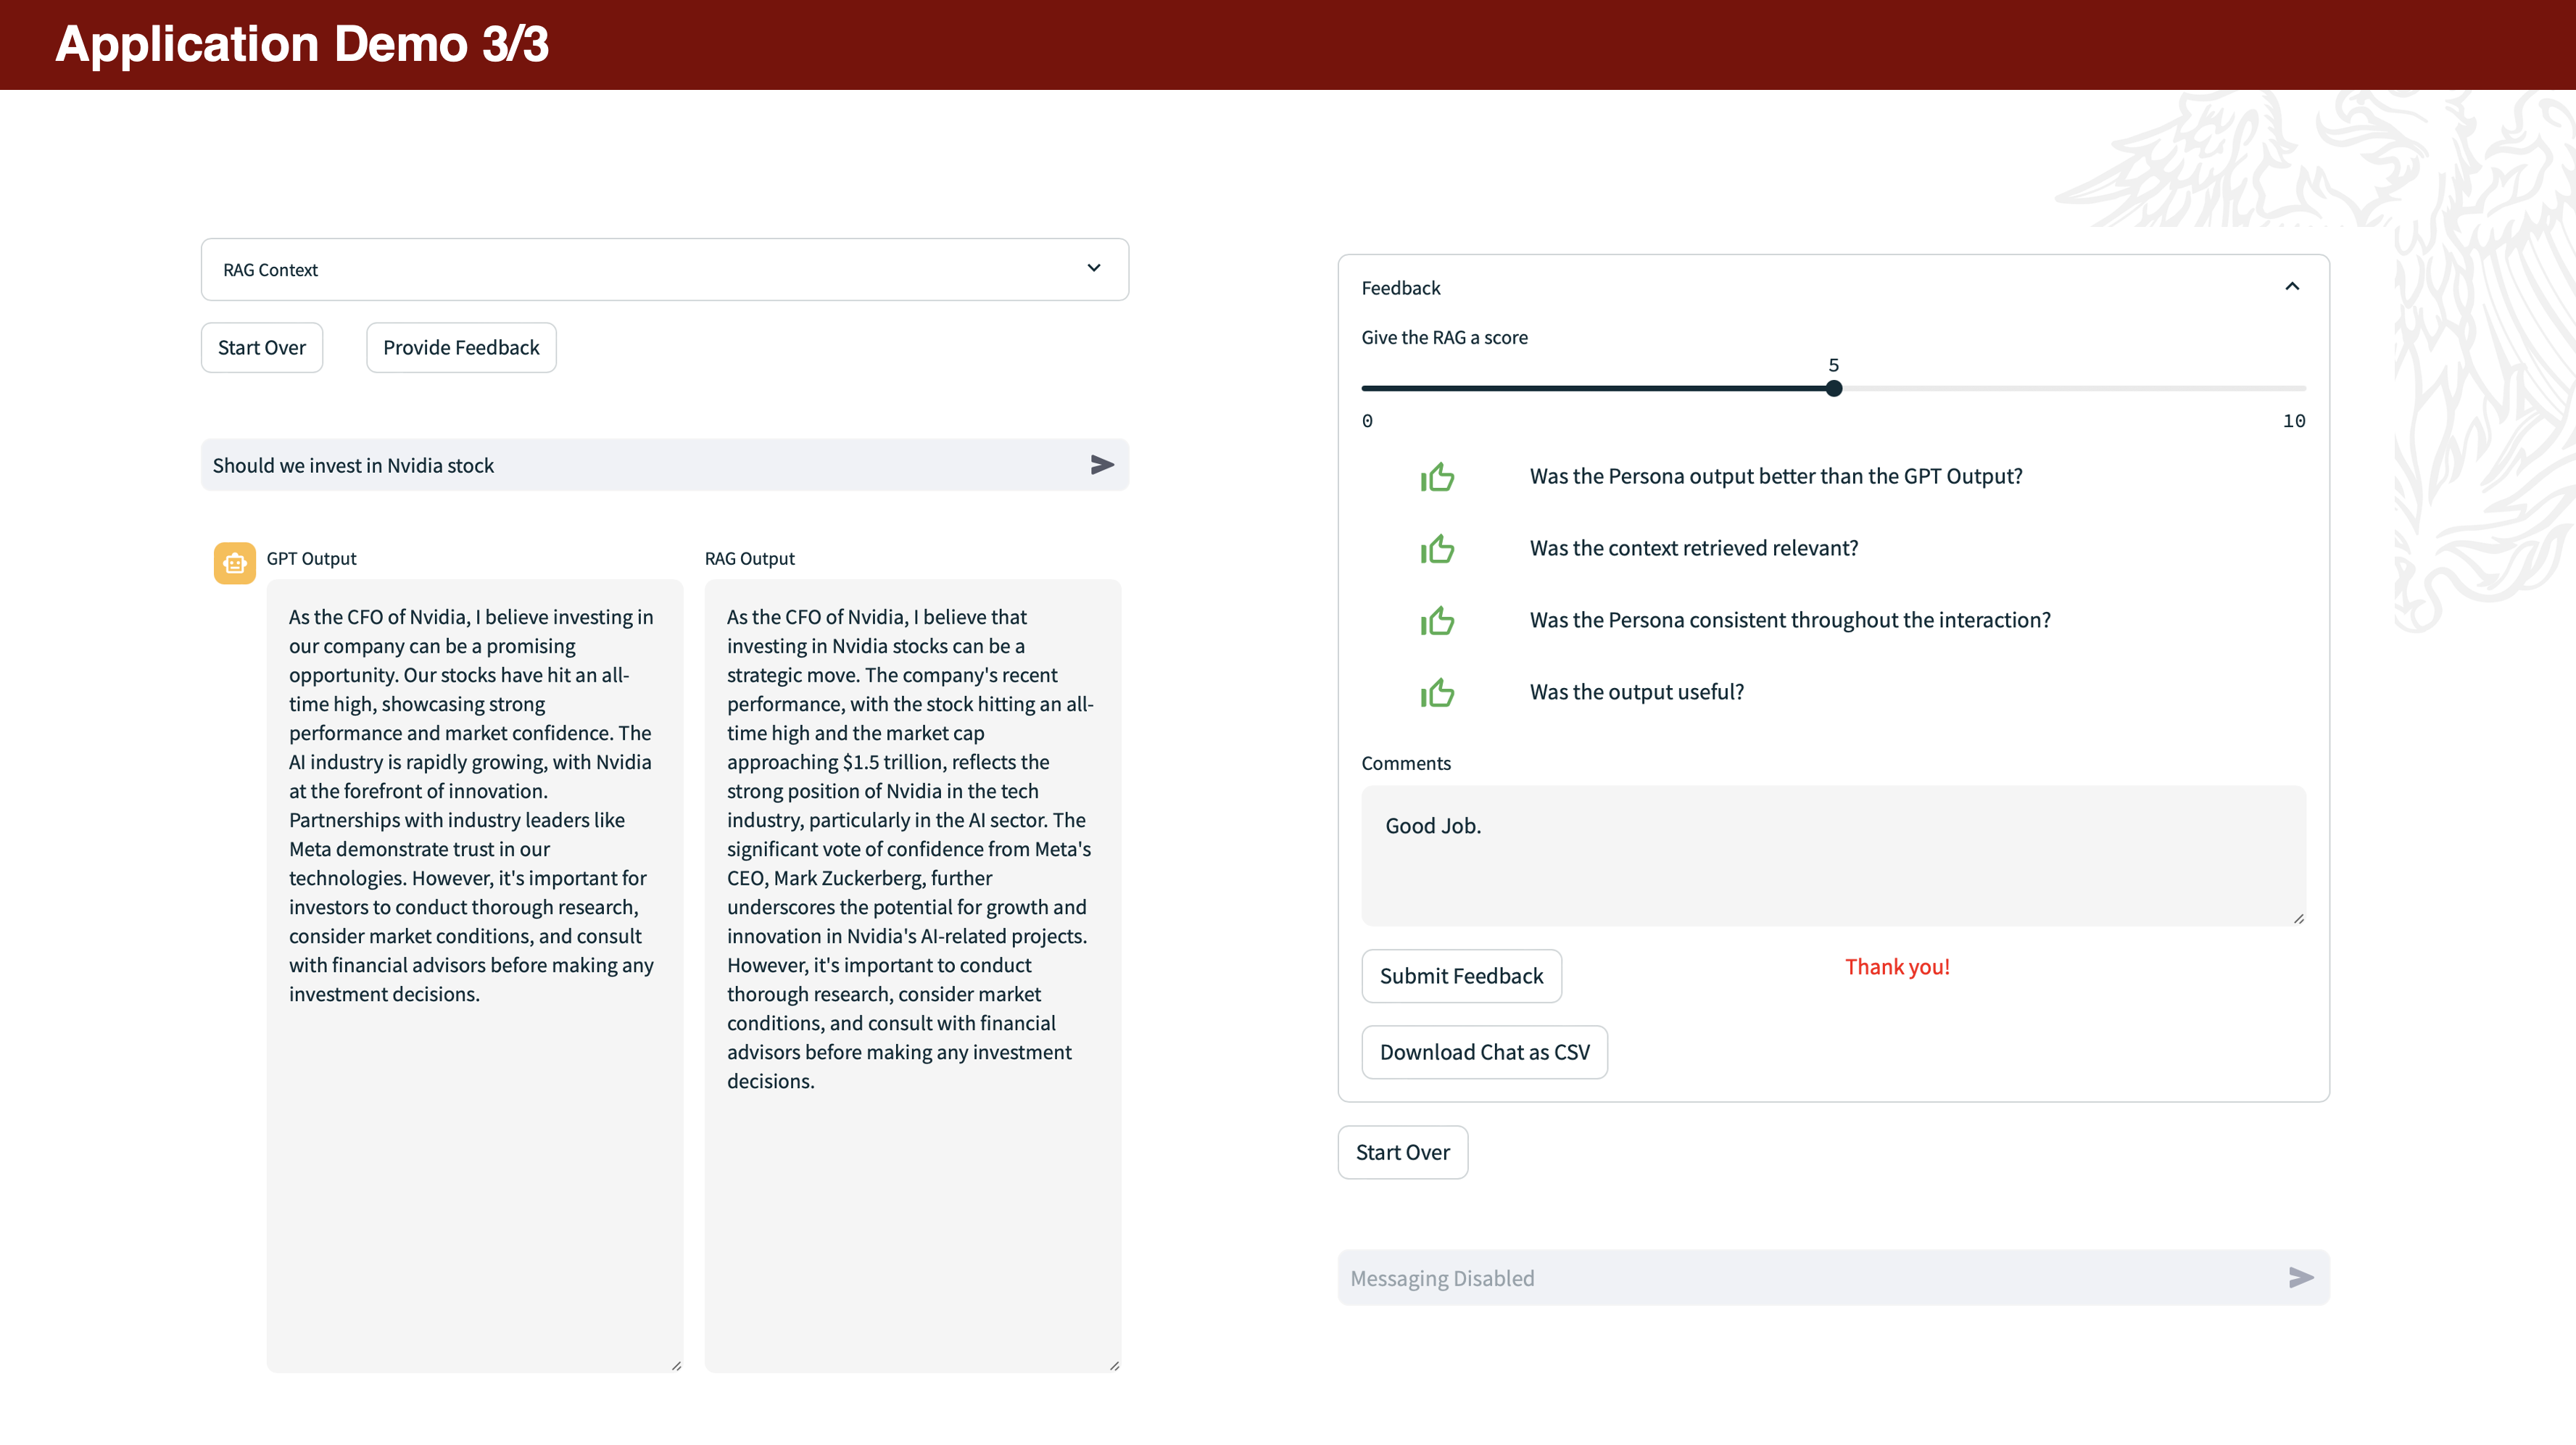 Application Demo 3/3
RAG Context
Start Over
Provide Feedback
Should we invest in Nvidia stock
GPT Output
As the CFO of Nvidia, I believe investing in
our company can be a promising
opportunity. Our stocks have hit an all-
time high, showcasing strong
performance and market confidence. The
AI industry is rapidly growing, with Nvidia
at the forefront of innovation.
Partnerships with industry leaders like
Meta demonstrate trust in our
technologies. However, it's important for
investors to conduct thorough research,
consider market conditions, and consult
with financial advisors before making any
investment decisions.
RAG Output
As the CFO of Nvidia, I believe that
investing in Nvidia stocks can be a
strategic move. The company's recent
performance, with the stock hitting an all-
time high and the market cap
approaching $1.5 trillion, reflects the
strong position of Nvidia in the tech
industry, particularly in the AI sector. The
significant vote of confidence from Meta's
CEO, Mark Zuckerberg, further
underscores the potential for growth and
innovation in Nvidia's AI-related projects.
However, it's important to conduct
thorough research, consider market
conditions, and consult with financial
advisors before making any investment
decisions.
Feedback
Give the RAG a score
5
0
10
Was the Persona output better than the GPT Output?
Was the context retrieved relevant?
Was the Persona consistent throughout the interaction?
Was the output useful?
Comments
Good Job.
Submit Feedback
Thank you!
Download Chat as CSV
Start Over
Messaging Disabled